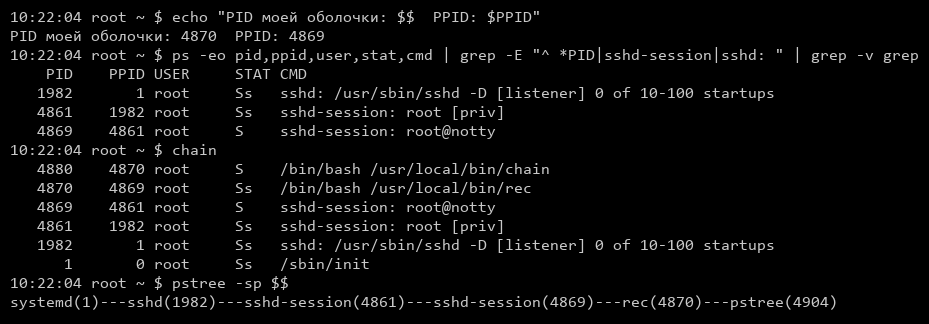 10:22:04 root ~ $ echo "PID моей оболочки: $$  PPID: $PPID"
PID моей оболочки: 4870  PPID: 4869
10:22:04 root ~ $ ps -eo pid,ppid,user,stat,cmd | grep -E "^ *PID|sshd-session|sshd: " | grep -v grep
    PID    PPID USER     STAT CMD
   1982       1 root     Ss   sshd: /usr/sbin/sshd -D [listener] 0 of 10-100 startups
   4861    1982 root     Ss   sshd-session: root [priv]
   4869    4861 root     S    sshd-session: root@notty
10:22:04 root ~ $ chain
   4880    4870 root     S    /bin/bash /usr/local/bin/chain
   4870    4869 root     Ss   /bin/bash /usr/local/bin/rec
   4869    4861 root     S    sshd-session: root@notty
   4861    1982 root     Ss   sshd-session: root [priv]
   1982       1 root     Ss   sshd: /usr/sbin/sshd -D [listener] 0 of 10-100 startups
      1       0 root     Ss   /sbin/init
10:22:04 root ~ $ pstree -sp $$
systemd(1)---sshd(1982)---sshd-session(4861)---sshd-session(4869)---rec(4870)---pstree(4904)